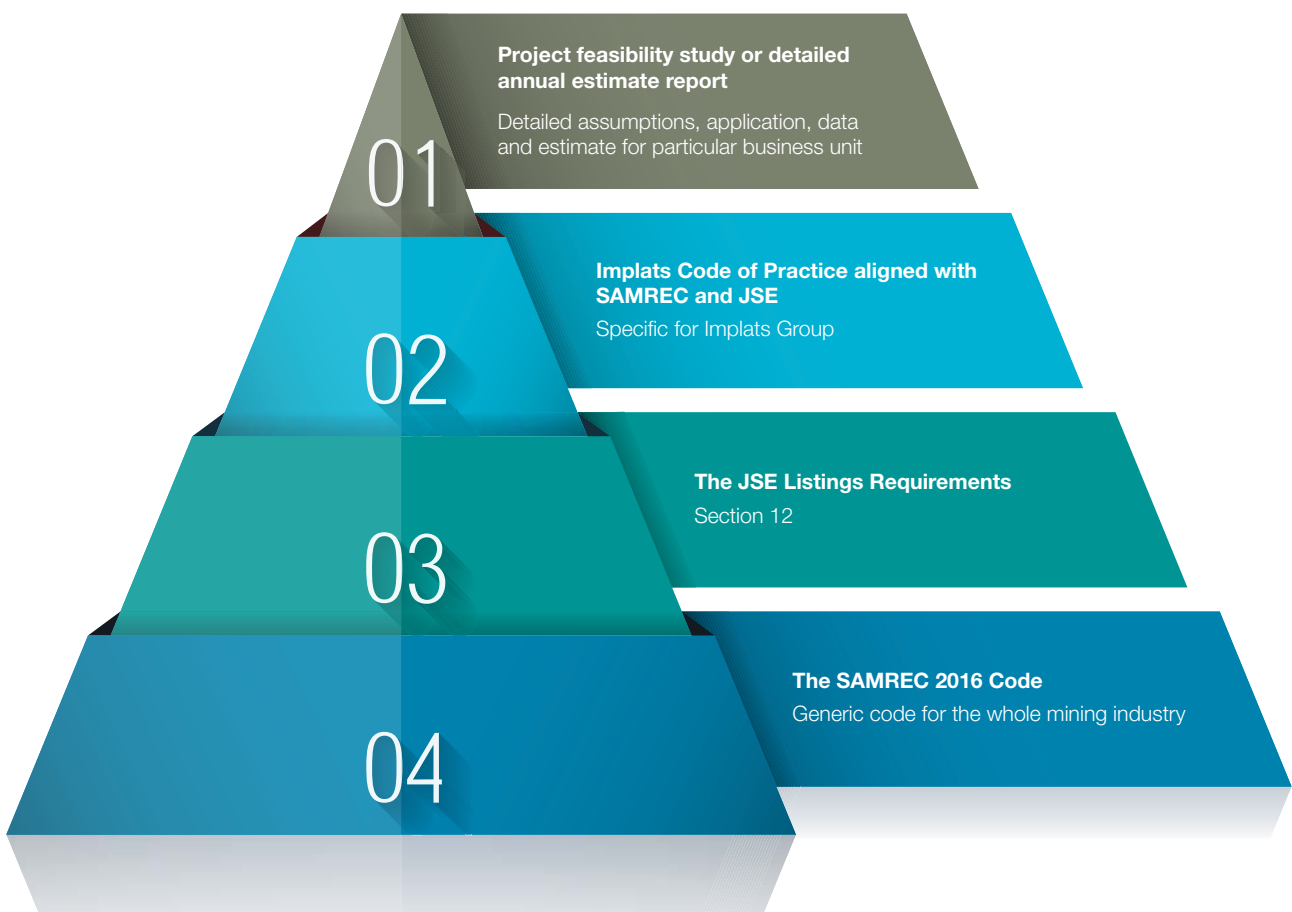 01
Project feasibility study or detailed
annual estimate report
Detailed assumptions, application, data
and estimate for particular business unit
02
Implats Code of Practice aligned with
SAMREC and JSE
Specific for Implats Group
03
The JSE Listings Requirements
Section 12
04
The SAMREC 2016 Code
Generic code for the whole mining industry